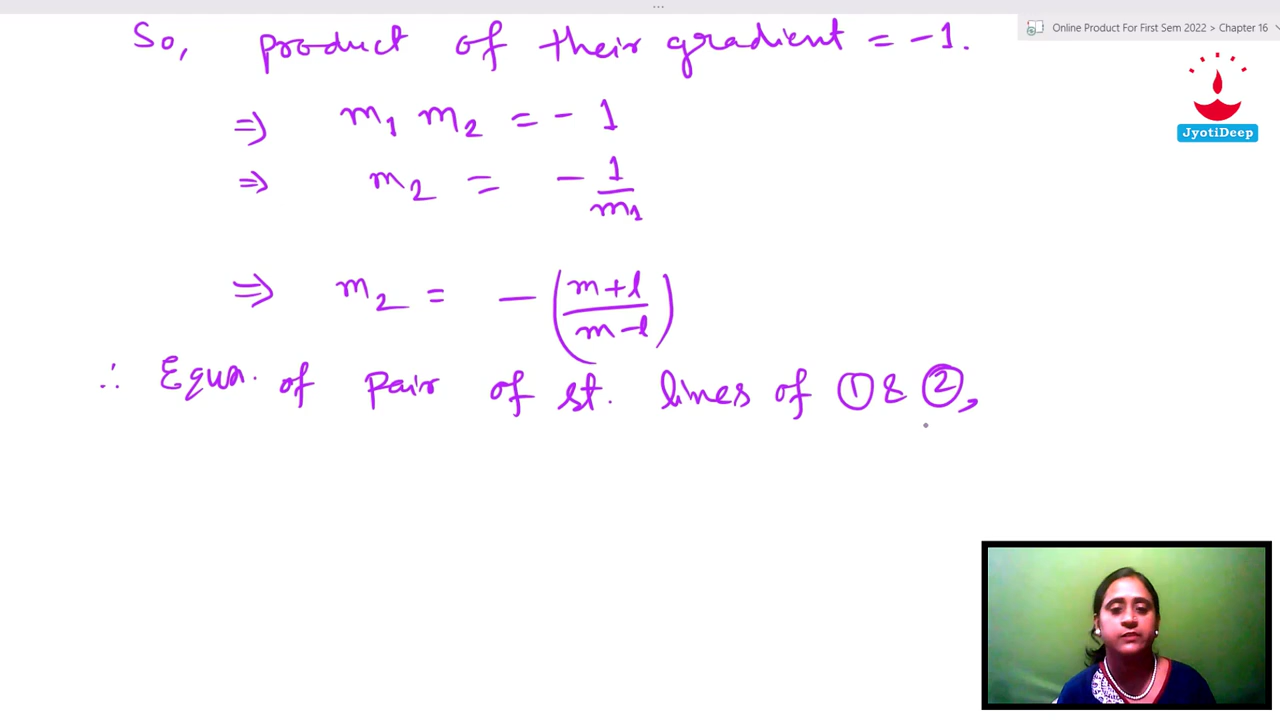 Online Product For First Sem 2022 > Chapter 16
JyotiDeep
So, product of their gradient = -1.
⇒ m₁ m₂ = - 1
⇒ m₂ = - 1/m₁
⇒ m₂ = - (m+l/m-l)
∴ Equn. of pair of st. lines of ① & ②,